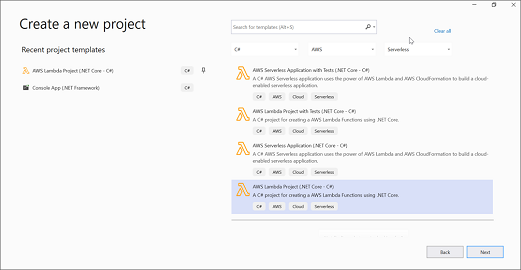 Create a new project
Search for templates (Alt+S)
Clear all
Recent project templates
C#
AWS
Serverless
AWS Lambda Project (.NET Core - C#)
C#
Console App (.NET Framework)
C#
AWS Serverless Application with Tests (.NET Core - C#)
A C# AWS Serverless application uses the power of AWS Lambda and AWS CloudFormation to build a cloud-
enabled serverless application.
C# AWS Cloud Serverless
AWS Lambda Project with Tests (.NET Core - C#)
A C# project for creating a AWS Lambda Functions using .NET Core.
C# AWS Cloud Serverless
AWS Serverless Application (.NET Core - C#)
A C# AWS Serverless application uses the power of AWS Lambda and AWS CloudFormation to build a cloud-
enabled serverless application.
C# AWS Cloud Serverless
AWS Lambda Project (.NET Core - C#)
A C# project for creating a AWS Lambda Functions using .NET Core.
C# AWS Cloud Serverless
Back
Next